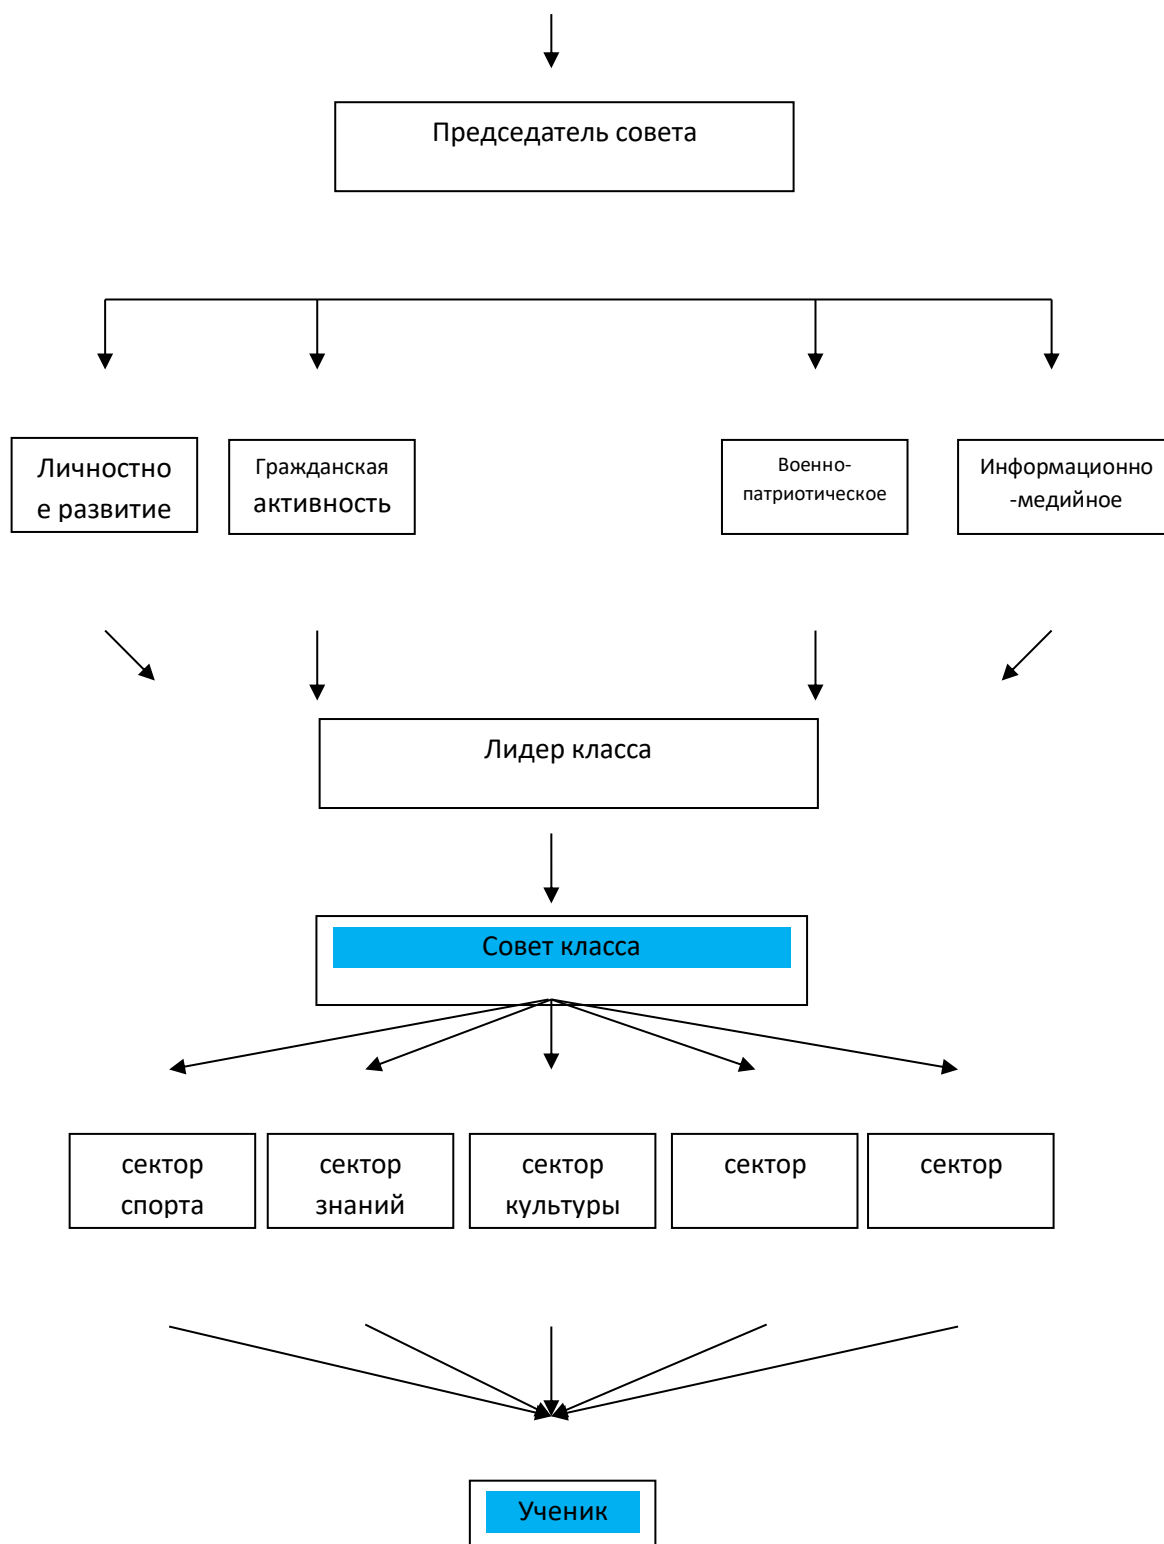 Председатель совета
Личностно
е развитие
Гражданская
активность
Военно-
патриотическое
Информационно
-медийное
Лидер класса
Совет класса
сектор
спорта
сектор
знаний
сектор
культуры
сектор
сектор
Ученик